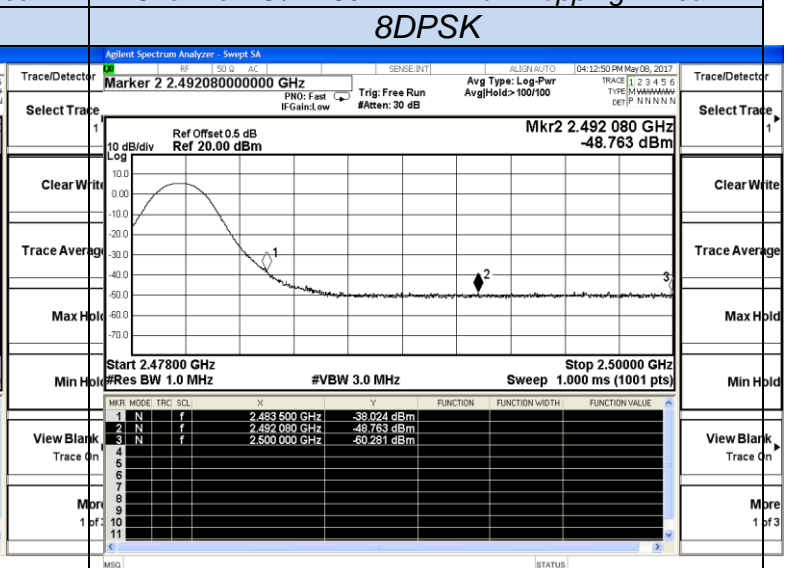 8DPSK
Agilent Spectrum Analyzer - Swept SA
RF 50 Ω AC SENSE:INT ALIGN AUTO 04:12:50 PM May 08, 2017
Marker 2 2.492080000000 GHz
PNO: Fast
IFGain:Low
Trig: Free Run
#Atten: 30 dB
Avg Type: Log-Pwr
Avg|Hold:> 100/100
TRACE 1 2 3 4 5 6
TYPE M WWWWW
DET P N N N N N
Ref Offset 0.5 dB
10 dB/div Ref 20.00 dBm
Log
Mkr2 2.492 080 GHz
-48.763 dBm
10.0
0.00
-10.0
-20.0
-30.0
-40.0
-50.0
-60.0
-70.0
1
2
3
Start 2.47800 GHz
Stop 2.50000 GHz
#Res BW 1.0 MHz #VBW 3.0 MHz Sweep 1.000 ms (1001 pts)
MKR MODE TRC SCL X Y FUNCTION FUNCTION WIDTH FUNCTION VALUE
1 N f 2.483 500 GHz -38.024 dBm
2 N f 2.492 080 GHz -48.763 dBm
3 N f 2.500 000 GHz -60.281 dBm
4
5
6
7
8
9
10
11
MSG STATUS
Trace/Detector
Select Trace
1
Clear Write
Trace Average
Max Hold
Min Hold
View Blank
Trace On
More
1 of 3
Trace/Detector
Select Trace
1
Clear Write
Trace Average
Max Hold
Min Hold
View Blank
Trace On
More
1 of 3